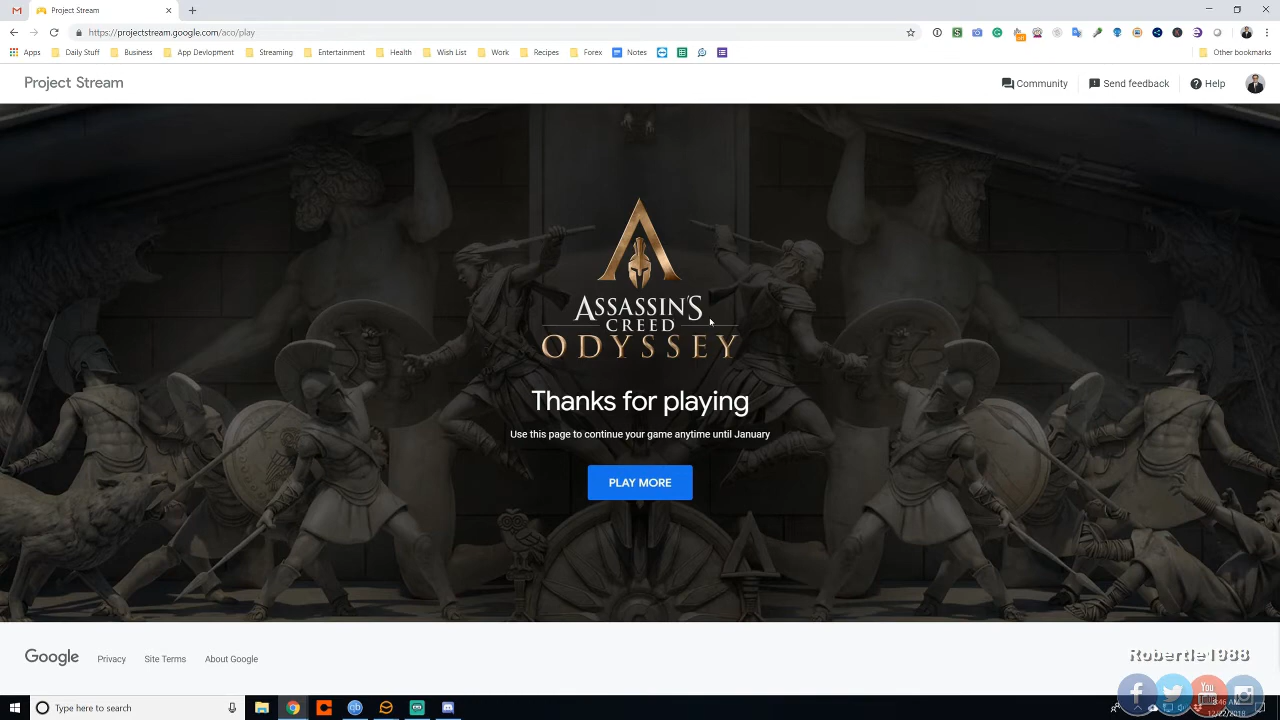 Project Stream
https://projectstream.google.com/aco/play
Apps Daily Stuff Business App Devlopment Streaming Entertainment Health Wish List Work Recipes Forex Notes Other bookmarks
Project Stream Community Send feedback Help
ASSASSIN'S
CREED
ODYSSEY
Thanks for playing
Use this page to continue your game anytime until January
PLAY MORE
Google Privacy Site Terms About Google
Robertle1988
Type here to search